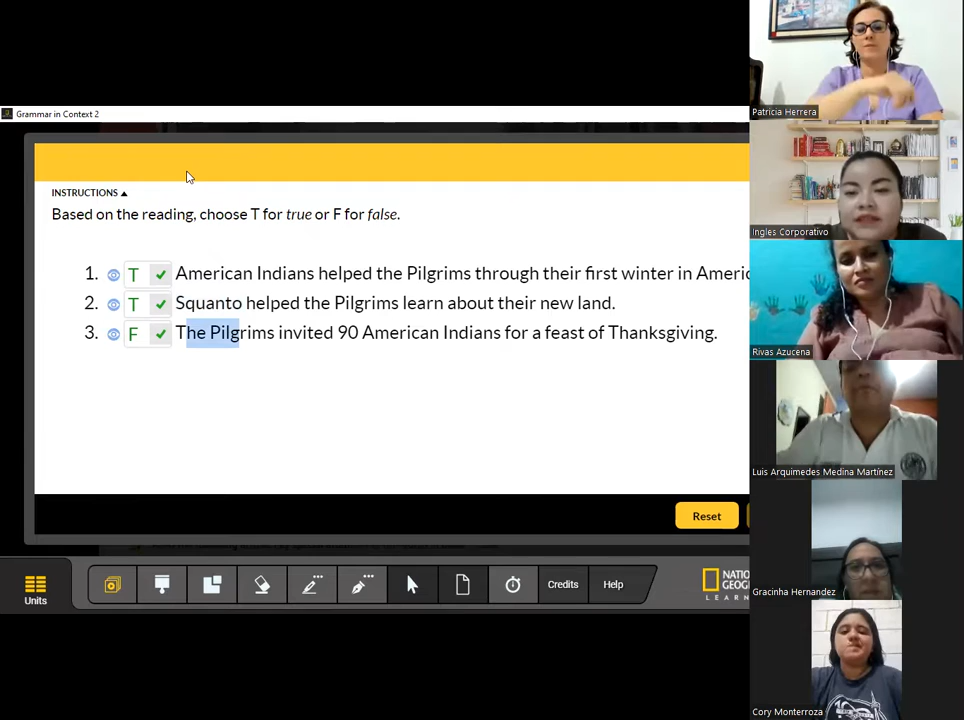 Grammar in Context 2
INSTRUCTIONS
Based on the reading, choose T for true or F for false.
1. T American Indians helped the Pilgrims through their first winter in Americ
2. T Squanto helped the Pilgrims learn about their new land.
3. F The Pilgrims invited 90 American Indians for a feast of Thanksgiving.
Reset
Units
Credits
Help
NATION
GEOGR
LEARN
Patricia Herrera
Ingles Corporativo
Rivas Azucena
Luis Arquimedes Medina Martínez
Gracinha Hernandez
Cory Monterroza